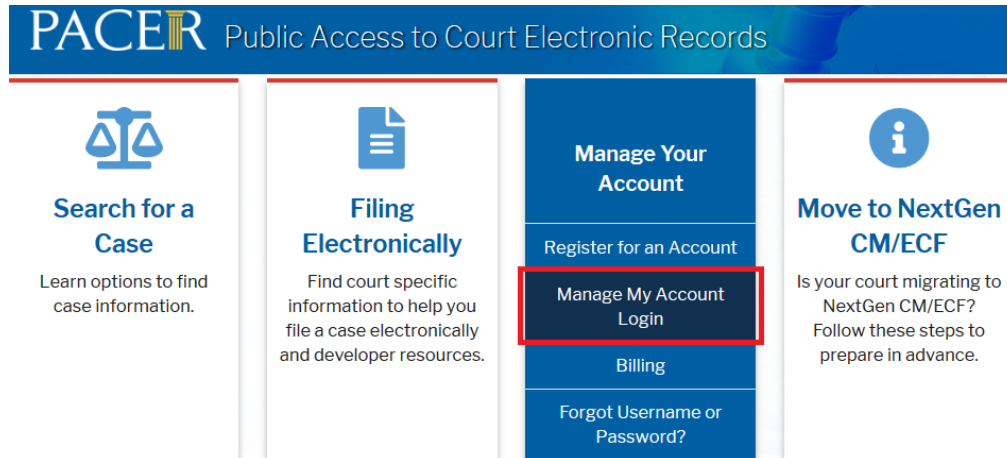 PACER Public Access to Court Electronic Records
Search for a
Case
Learn options to find
case information.
Filing
Electronically
Find court specific
information to help you
file a case electronically
and developer resources.
Manage Your
Account
Register for an Account
Manage My Account
Login
Billing
Forgot Username or
Password?
Move to NextGen
CM/ECF
Is your court migrating to
NextGen CM/ECF?
Follow these steps to
prepare in advance.